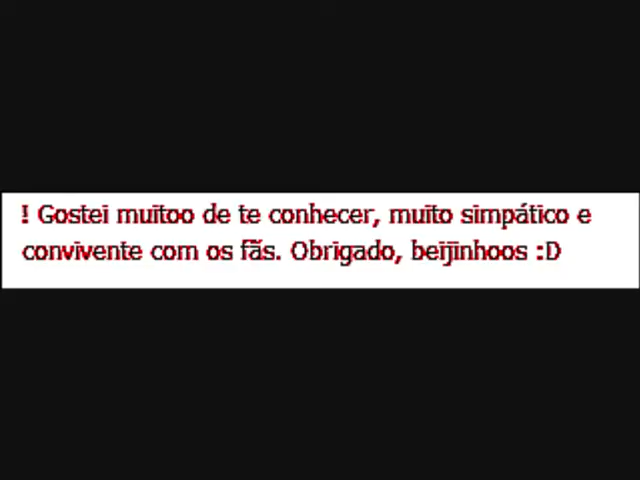 ! Gostei muitoo de te conhecer, muito simpático e
convivente com os fãs. Obrigado, beijinhoos :D